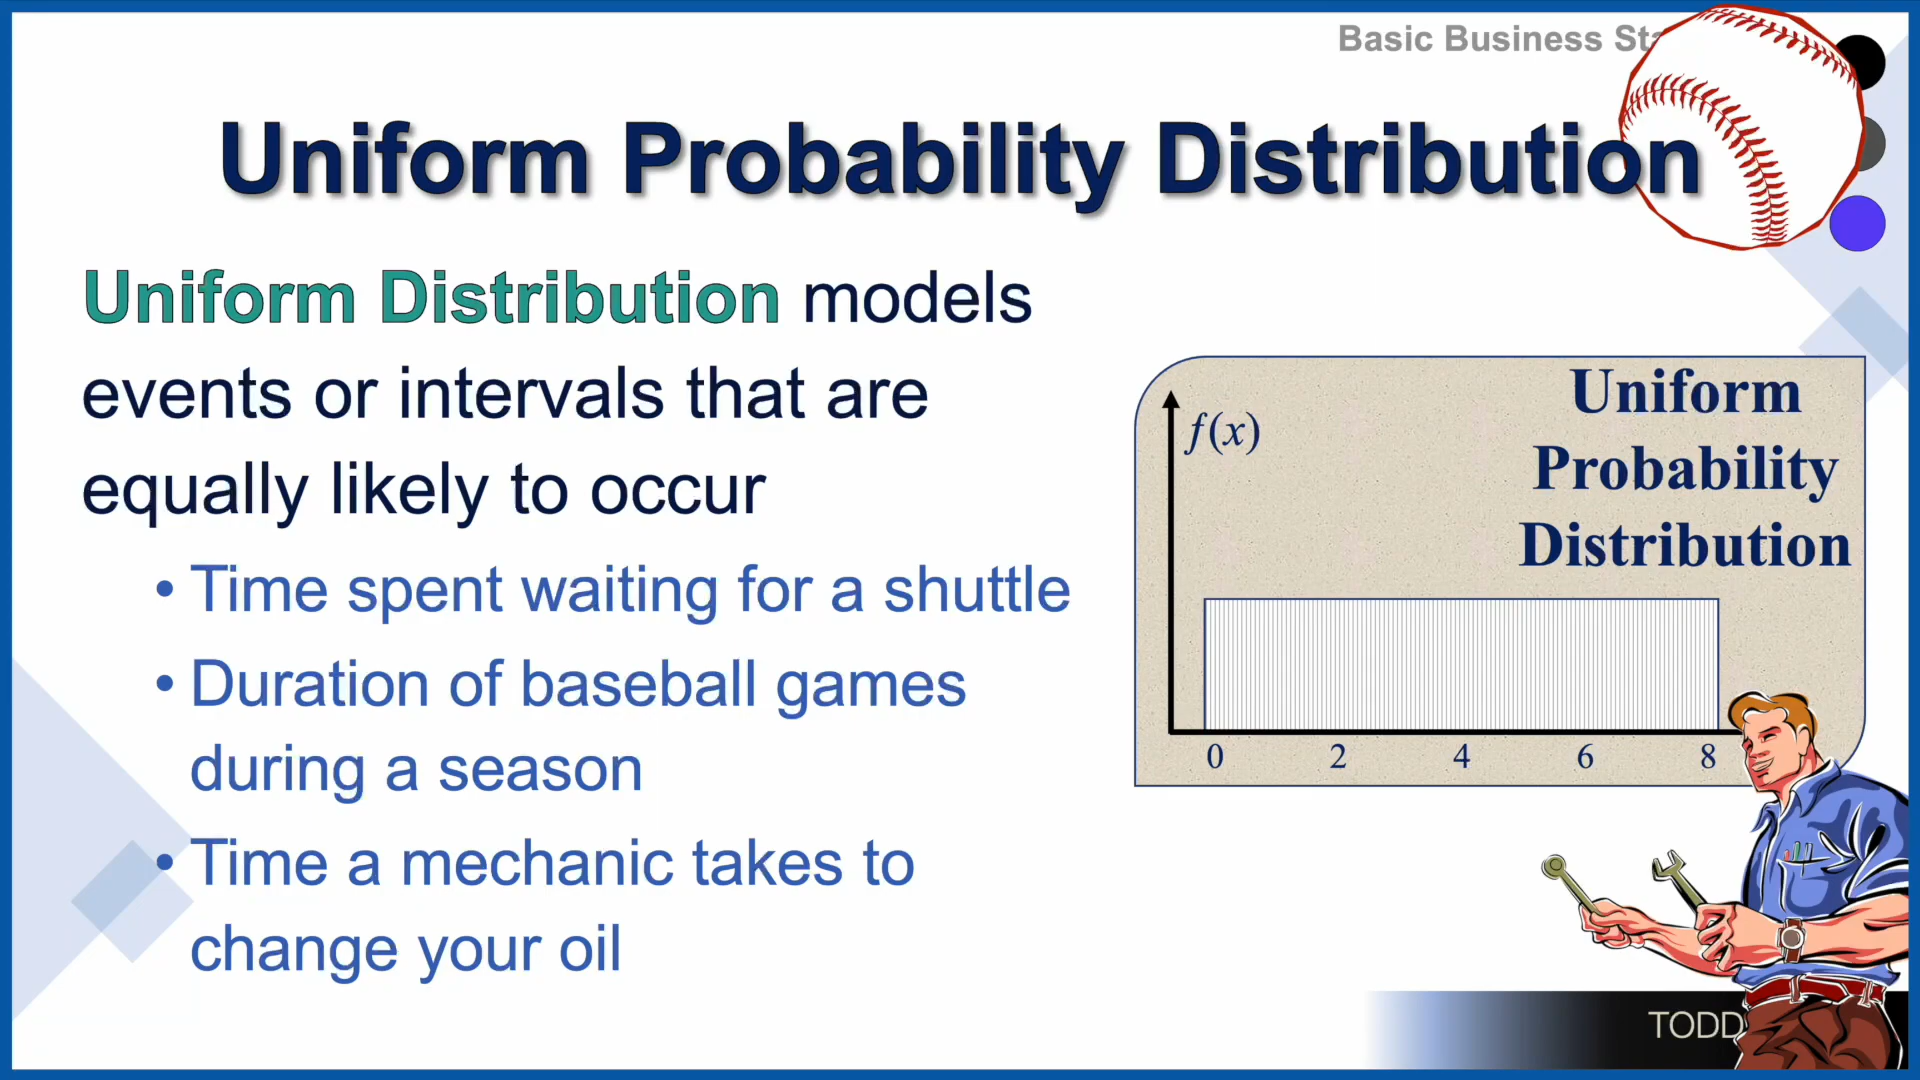 Basic Business
Uniform Probability Distribution
Uniform Distribution models
events or intervals that are
equally likely to occur
• Time spent waiting for a shuttle
• Duration of baseball games
during a season
• Time a mechanic takes to
change your oil
Uniform
Probability
Distribution
f(x)
0 2 4 6 8
TODD